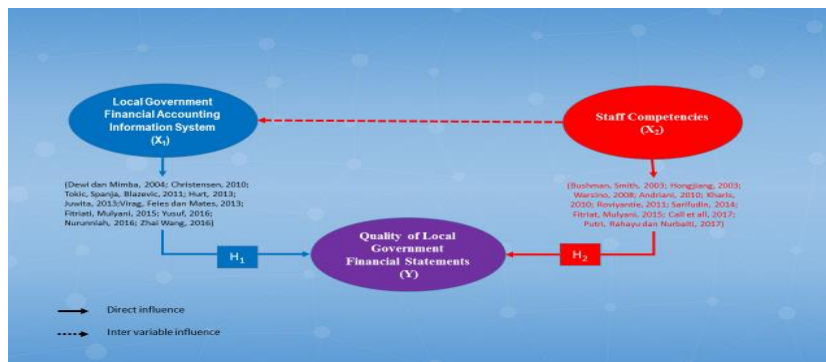 Local Government
Financial Accounting
Information System
(X1)
Staff Competencies
(X2)
(Dewi dan Mimba, 2004; Christensen, 2010;
Tokic, Spanja, Blazevic, 2011; Hurt, 2013;
Juwita, 2013;Virag, Feies dan Mates, 2013;
Fitriati, Mulyani, 2015; Yusuf, 2016;
Nurunniah, 2016; Zhai Wang, 2016)
(Bushman, Smith, 2003; Hongjiang, 2003;
Warsino, 2008; Andriani, 2010; Kharis,
2010; Roviyantie, 2011; Sarifudin, 2014;
Fitriat, Mulyani, 2015; Call et all, 2017;
Putri, Rahayu dan Nurbaiti, 2017)
Quality of Local
Government
Financial Statements
(Y)
H1
H2
Direct influence
Inter variable influence